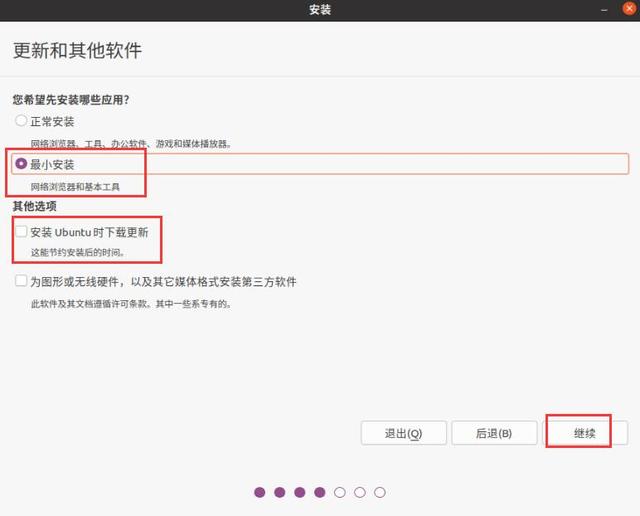 安装
更新和其他软件
您希望先安装哪些应用？
正常安装
网络浏览器、工具、办公软件、游戏和媒体播放器。
最小安装
网络浏览器和基本工具
其他选项
安装 Ubuntu 时下载更新
这能节约安装后的时间。
为图形或无线硬件，以及其它媒体格式安装第三方软件
此软件及其文档遵循许可条款。其中一些系专有的。
退出(Q) 后退(B) 继续